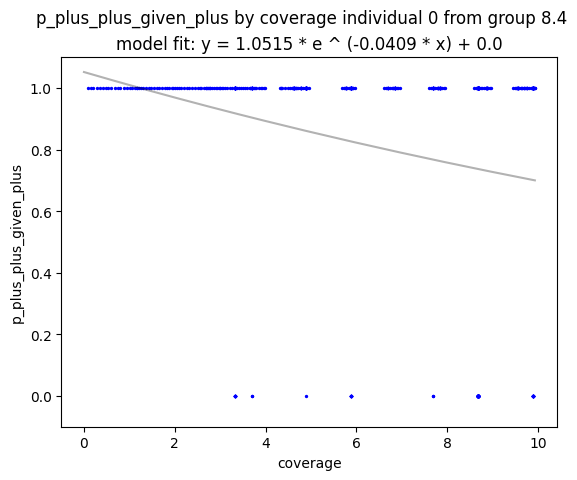 p_plus_plus_given_plus by coverage individual 0 from group 8.4
model fit: y = 1.0515 * e ^ (-0.0409 * x) + 0.0
p_plus_plus_given_plus
1.0
0.8
0.6
0.4
0.2
0.0
0 2 4 6 8 10
coverage